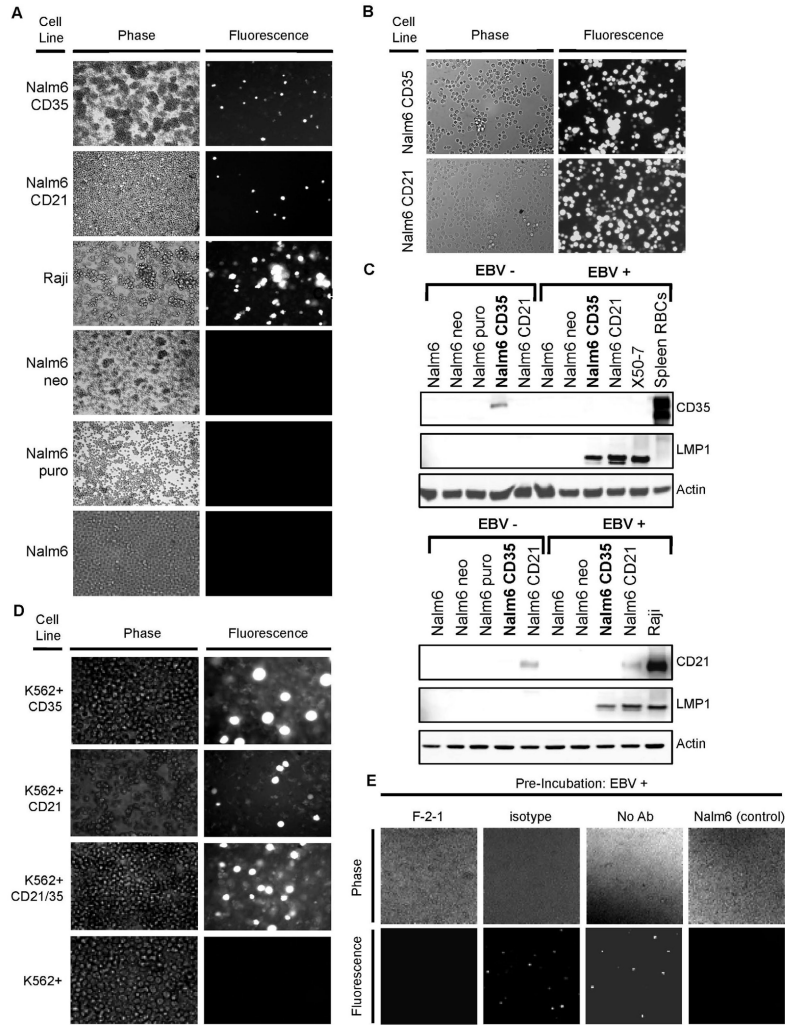 A
Cell
Line
Phase
Fluorescence
Nalm6
CD35
Nalm6
CD21
Raji
Nalm6
neo
Nalm6
puro
Nalm6
B
Cell
Line
Phase
Fluorescence
Nalm6 CD35
Nalm6 CD21
C
EBV -
EBV +
Nalm6
Nalm6 neo
Nalm6 puro
Nalm6 CD35
Nalm6 CD21
Nalm6
Nalm6 neo
Nalm6 CD35
Nalm6 CD21
X50-7
Spleen RBCs
CD35
LMP1
Actin
EBV -
EBV +
Nalm6
Nalm6 neo
Nalm6 puro
Nalm6 CD35
Nalm6 CD21
Nalm6
Nalm6 neo
Nalm6 CD35
Nalm6 CD21
Raji
CD21
LMP1
Actin
D
Cell
Line
Phase
Fluorescence
K562+
CD35
K562+
CD21
K562+
CD21/35
K562+
E
Pre-Incubation: EBV +
F-2-1
isotype
No Ab
Nalm6 (control)
Phase
Fluorescence